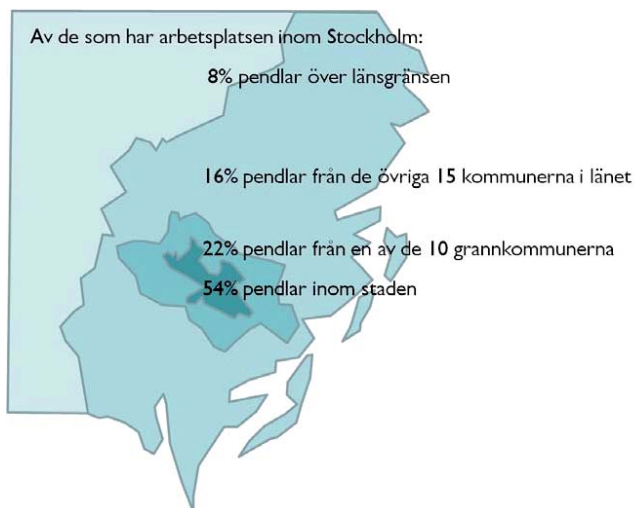 Av de som har arbetsplatsen inom Stockholm:
8% pendlar över länsgränsen
16% pendlar från de övriga 15 kommunerna i länet
22% pendlar från en av de 10 grannkommunerna
54% pendlar inom staden